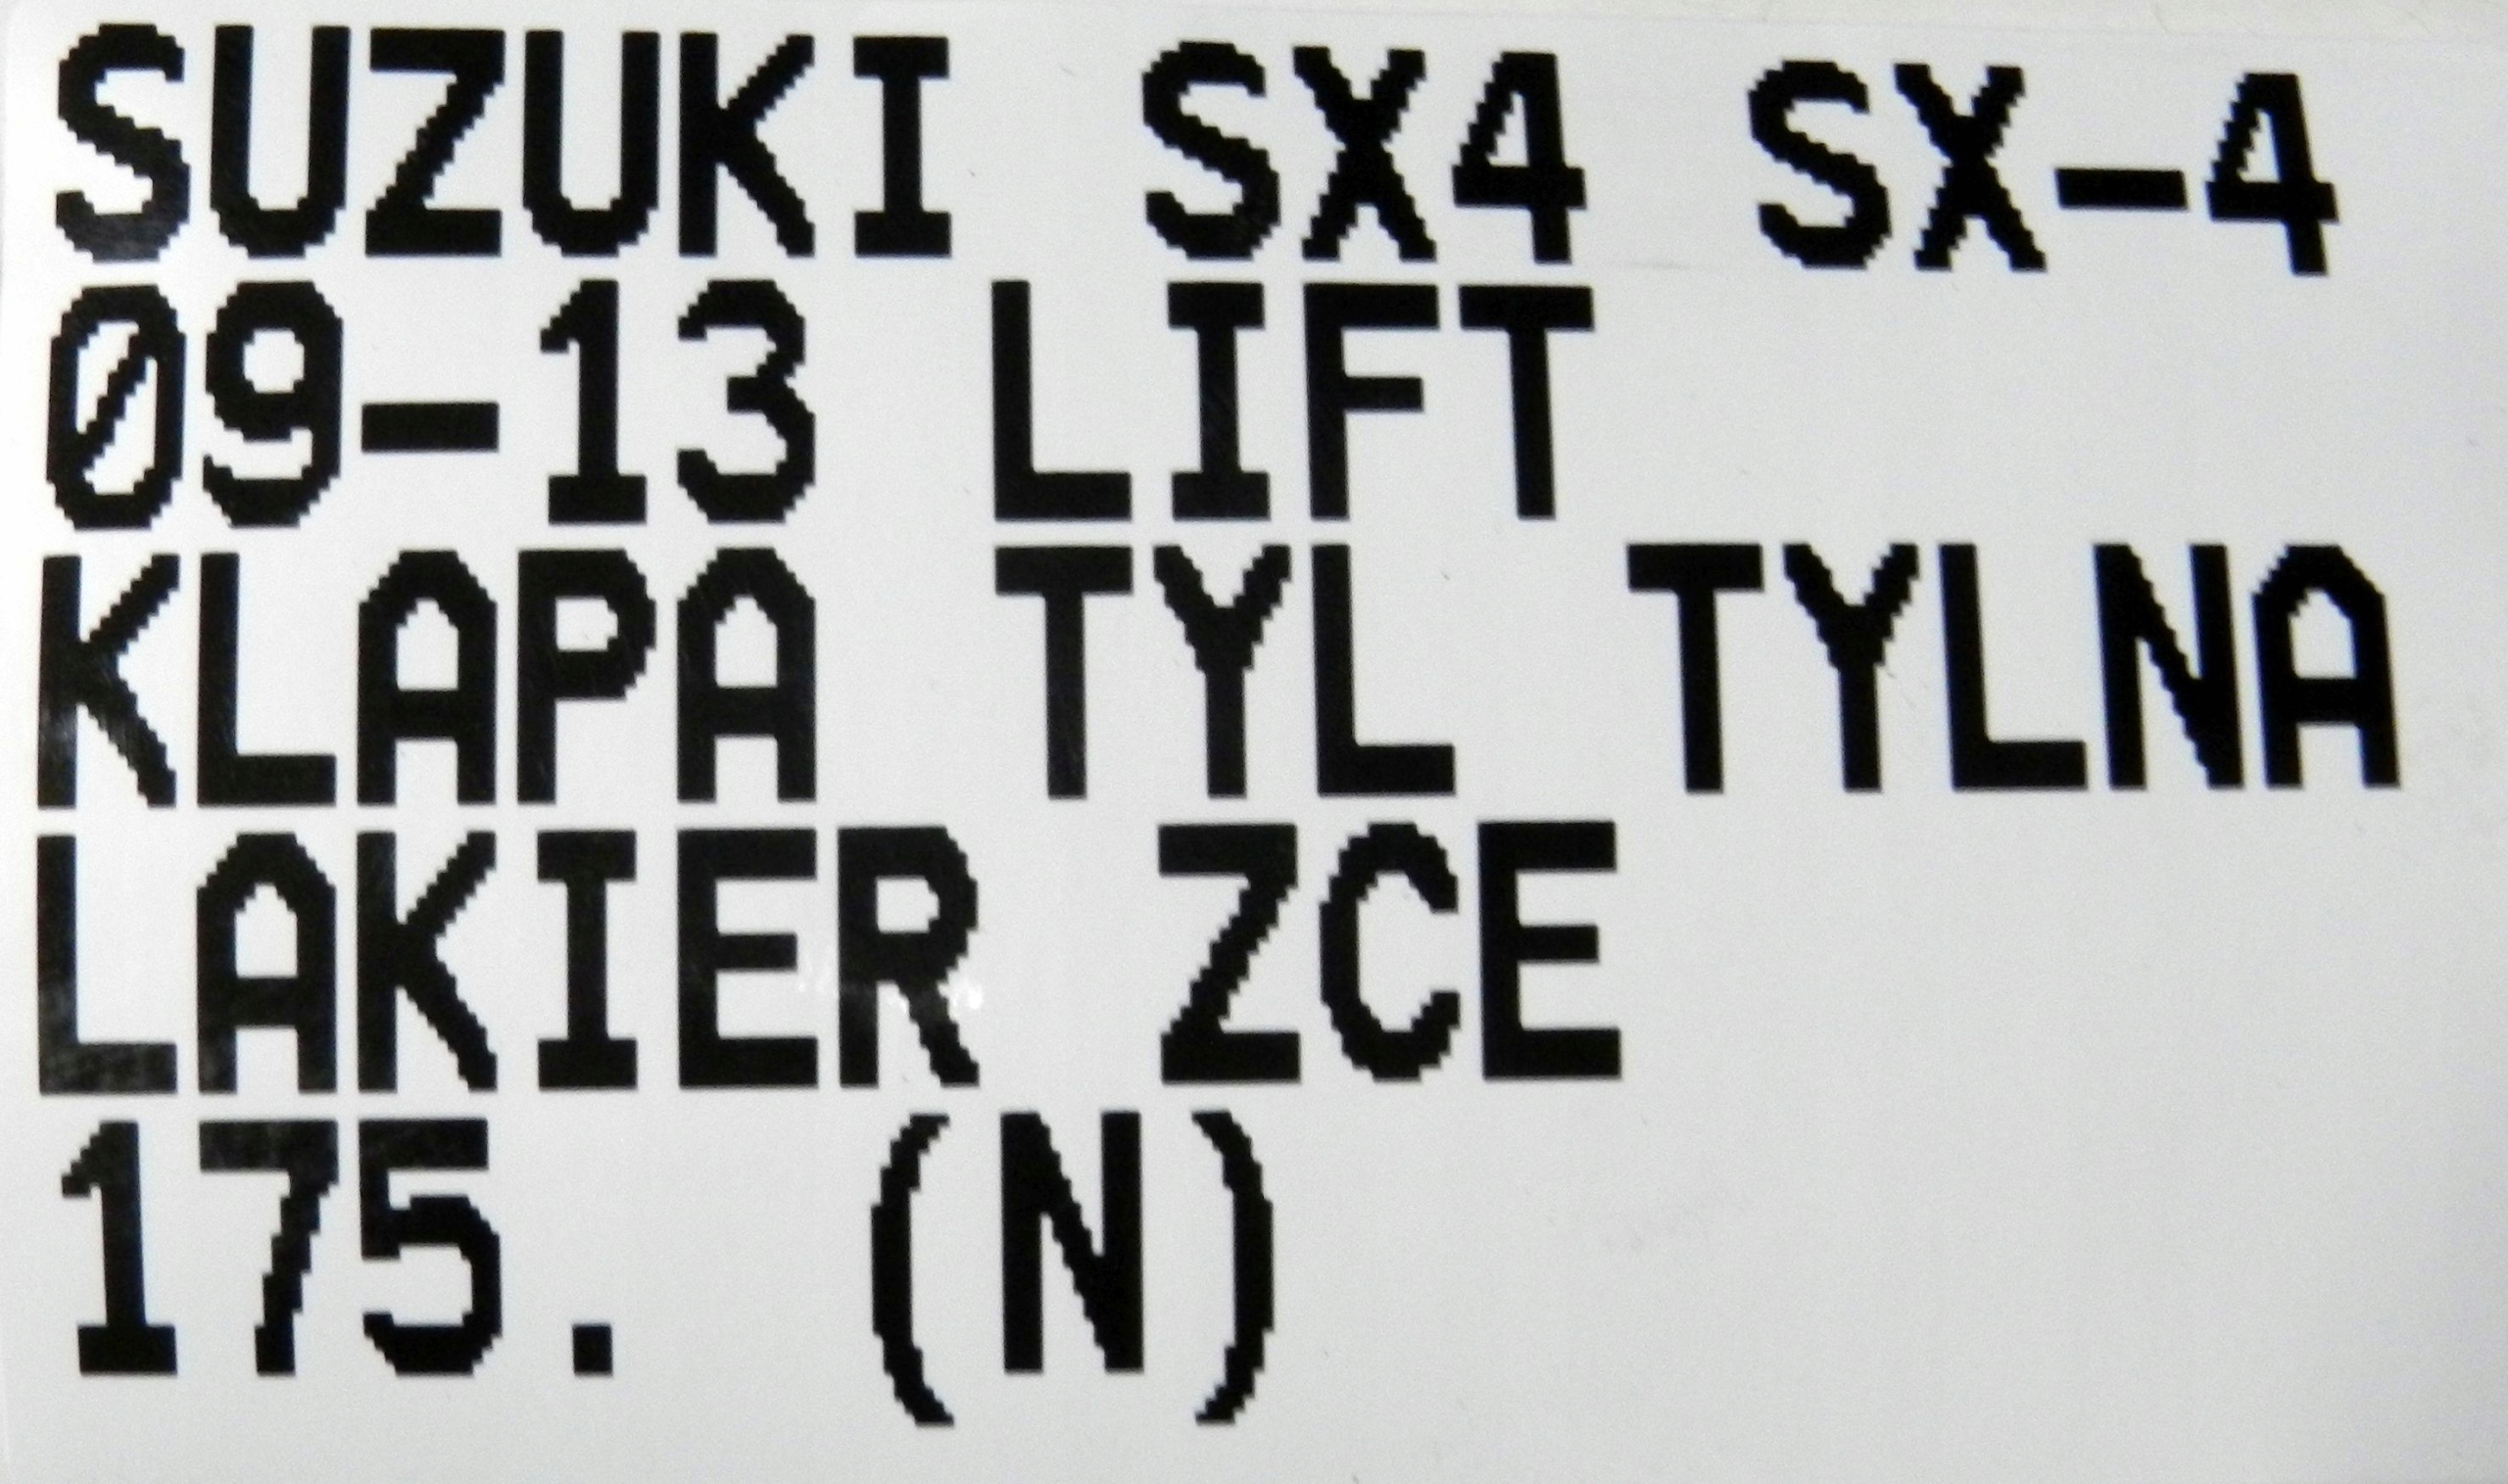 SUZUKI SX4 SX-4
09-13 LIFT
KLAPA TYL TYLNA
LAKIER ZCE
175. (N)